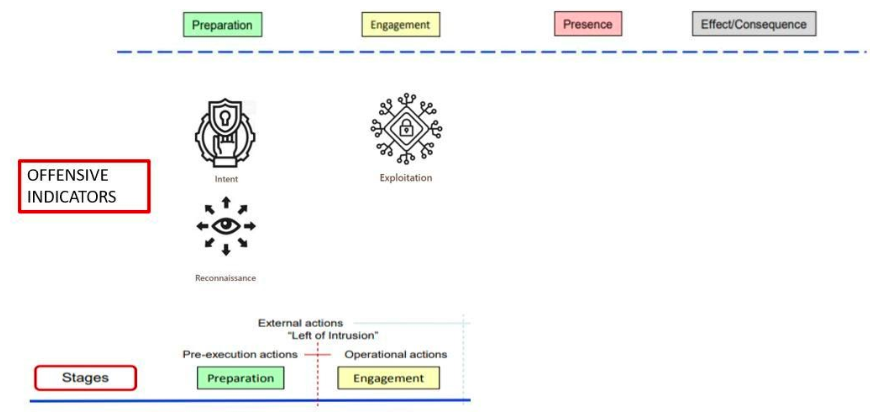 Preparation
Engagement
Presence
Effect/Consequence
OFFENSIVE
INDICATORS
Intent
Exploitation
Reconnaissance
External actions
"Left of Intrusion"
Pre-execution actions
Operational actions
Stages
Preparation
Engagement